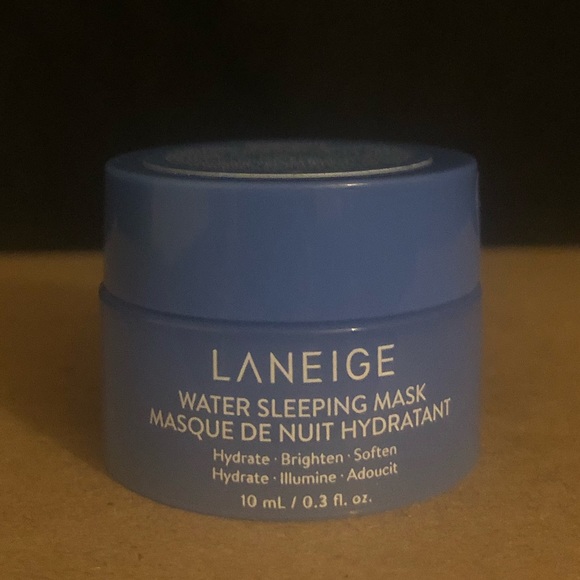 LANEIGE
WATER SLEEPING MASK
MASQUE DE NUIT HYDRATANT
Hydrate · Brighten · Soften
Hydrate · Illumine · Adoucit
10 mL / 0.3 fl. oz.